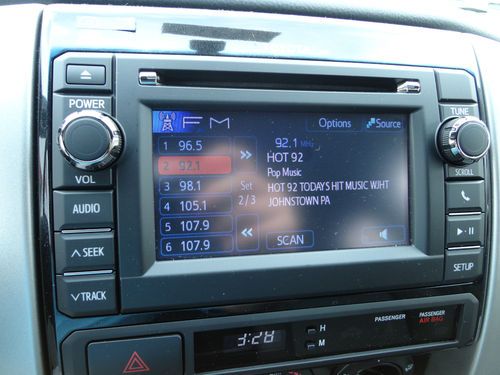 POWER
VOL
AUDIO
SEEK
TRACK
FM
Options
Source
1 96.5
2 92.1
3 98.1
4 105.1
5 107.9
6 107.9
Set
2/3
92.1 MHz
HOT 92
Pop Music
HOT 92 TODAYS HIT MUSIC WJHT
JOHNSTOWN PA
SCAN
TUNE
SCROLL
SETUP
3:28
H
M
PASSENGER
PASSENGER
AIR BAG